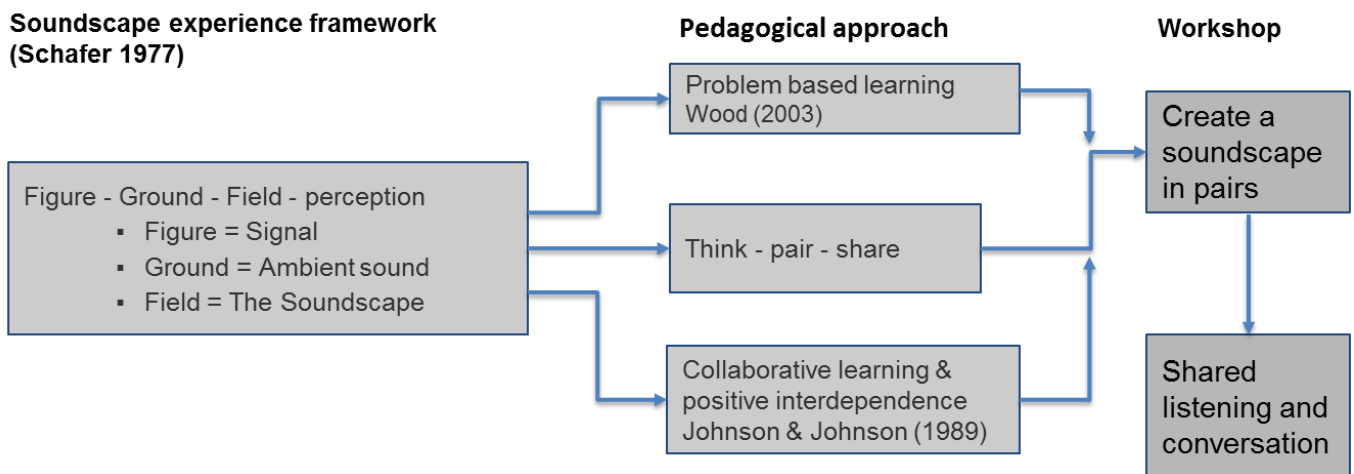 Soundscape experience framework
(Schafer 1977)
Pedagogical approach
Workshop
Figure - Ground - Field - perception
▪ Figure = Signal
▪ Ground = Ambient sound
▪ Field = The Soundscape
Problem based learning
Wood (2003)
Think - pair - share
Collaborative learning &
positive interdependence
Johnson & Johnson (1989)
Create a
soundscape
in pairs
Shared
listening and
conversation